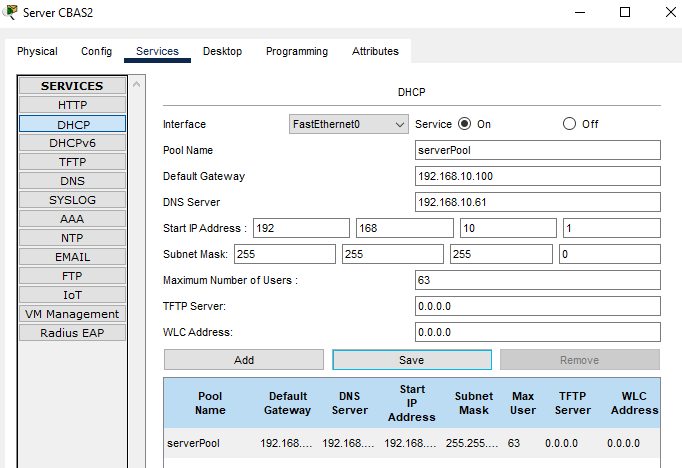 Server CBAS2
Physical Config Services Desktop Programming Attributes
SERVICES
HTTP
DHCP
DHCPv6
TFTP
DNS
SYSLOG
AAA
NTP
EMAIL
FTP
IoT
VM Management
Radius EAP
DHCP
Interface FastEthernet0 Service On Off
Pool Name serverPool
Default Gateway 192.168.10.100
DNS Server 192.168.10.61
Start IP Address : 192 168 10 1
Subnet Mask: 255 255 255 0
Maximum Number of Users : 63
TFTP Server: 0.0.0.0
WLC Address: 0.0.0.0
Add Save Remove
Pool Name Default Gateway DNS Server Start IP Address Subnet Mask Max User TFTP Server WLC Address
serverPool 192.168.... 192.168.... 192.168.... 255.255.... 63 0.0.0.0 0.0.0.0